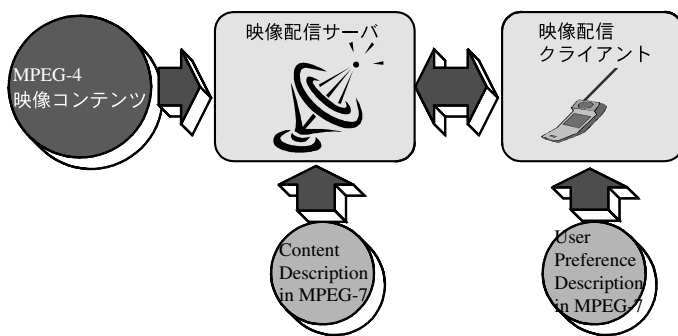 MPEG-4
映像コンテンツ
映像配信サーバ
映像配信
クライアント
Content
Description
in MPEG-7
User
Preference
Description
in MPEG-7